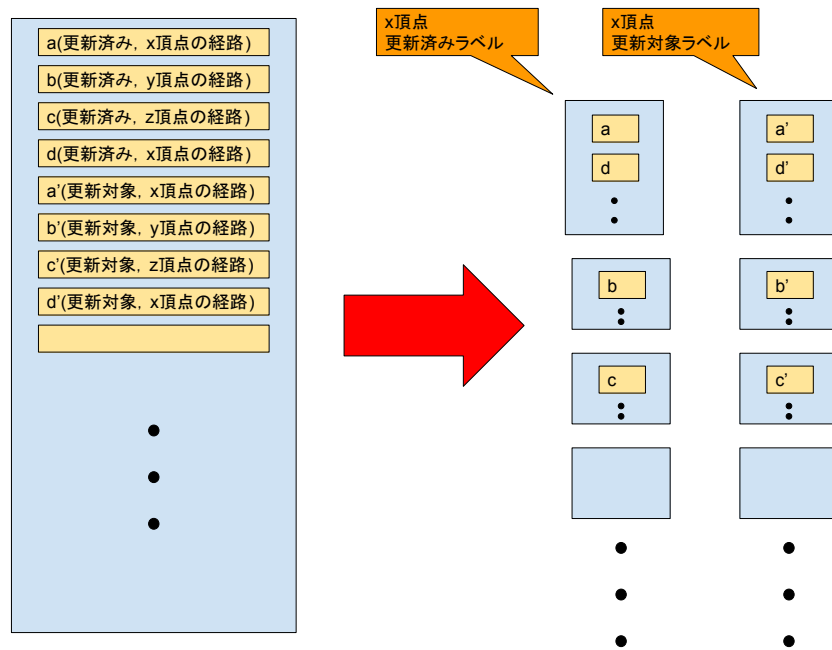 a(更新済み, x頂点の経路)
b(更新済み, y頂点の経路)
c(更新済み, z頂点の経路)
d(更新済み, x頂点の経路)
a’(更新対象, x頂点の経路)
b’(更新対象, y頂点の経路)
c’(更新対象, z頂点の経路)
d’(更新対象, x頂点の経路)
x頂点
更新済みラベル
x頂点
更新対象ラベル
a
d
a’
d’
b
b’
c
c’